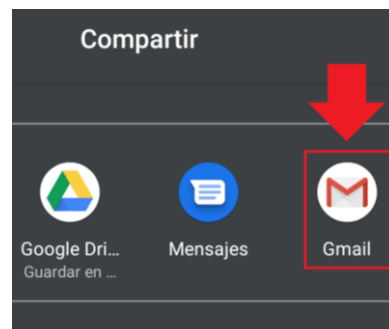 Compartir
Google Dri...
Mensajes
Gmail
Guardar en ...